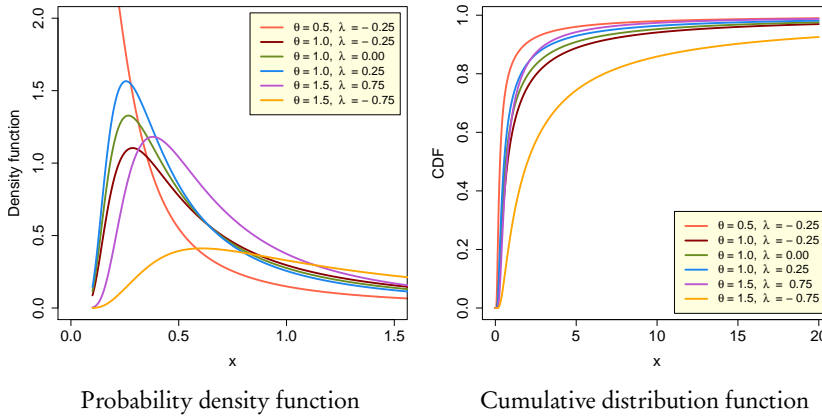 2.0
1.5
1.0
0.5
0.0
Density function
θ = 0.5, λ = − 0.25
θ = 1.0, λ = − 0.25
θ = 1.0, λ = 0.00
θ = 1.0, λ = 0.25
θ = 1.5, λ = 0.75
θ = 1.5, λ = − 0.75
0.0 0.5 1.0 1.5
x
Probability density function
1.0
0.8
0.6
0.4
0.2
0.0
CDF
θ = 0.5, λ = − 0.25
θ = 1.0, λ = − 0.25
θ = 1.0, λ = 0.00
θ = 1.0, λ = 0.25
θ = 1.5, λ = 0.75
θ = 1.5, λ = − 0.75
0 5 10 15 20
x
Cumulative distribution function